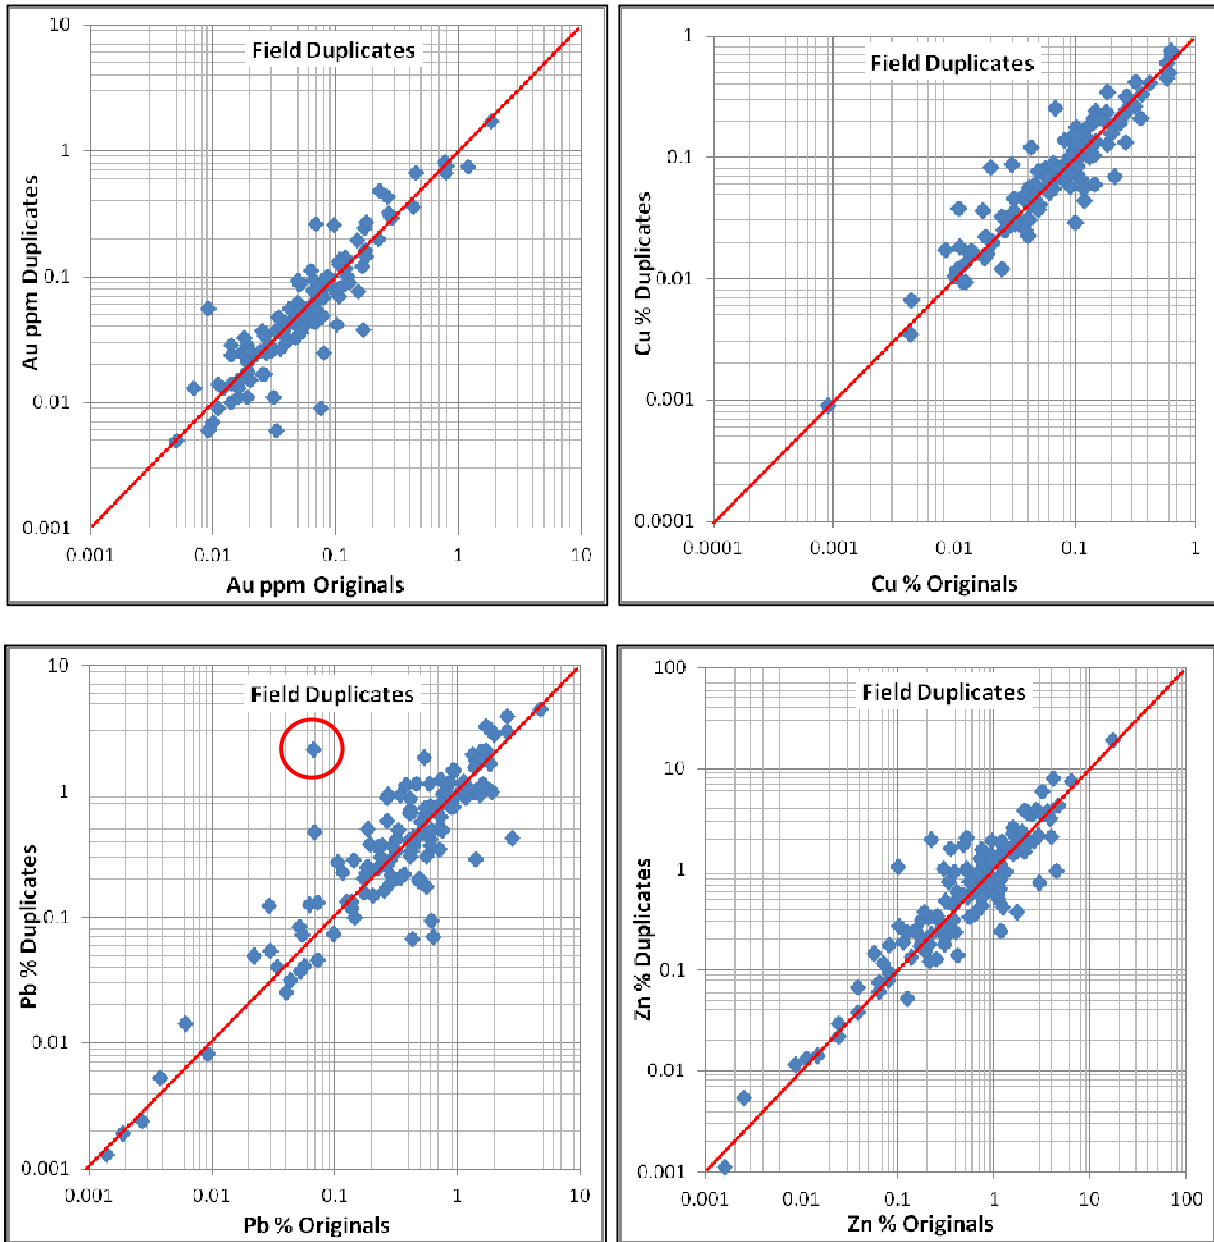 10
Field Duplicates
1
0.1
0.01
0.001
Au ppm Duplicates
0.001 0.01 0.1 1 10
Au ppm Originals
1
Field Duplicates
0.1
0.01
0.001
0.0001
Cu % Duplicates
0.0001 0.001 0.01 0.1 1
Cu % Originals
10
Field Duplicates
1
0.1
0.01
0.001
Pb % Duplicates
0.001 0.01 0.1 1 10
Pb % Originals
100
Field Duplicates
10
1
0.1
0.01
0.001
Zn % Duplicates
0.001 0.01 0.1 1 10 100
Zn % Originals